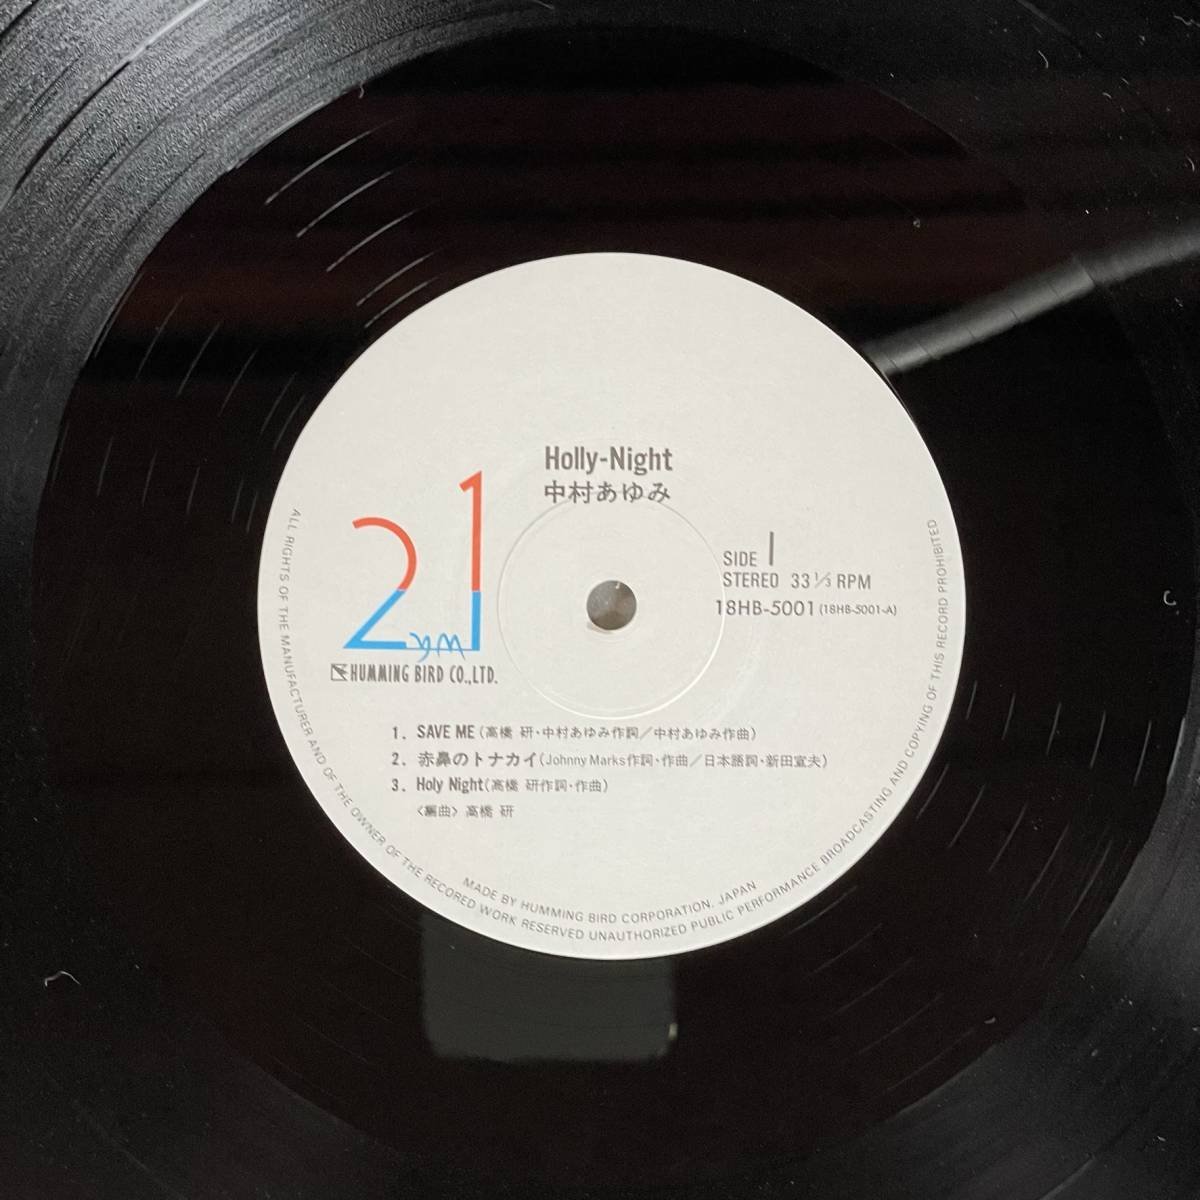 Holly-Night
中村あゆみ
21
ym
HUMMING BIRD CO.,LTD.
SIDE 1
STEREO 33 1/3 RPM
18HB-5001 (18HB-5001-A)
1. SAVE ME (高橋 研・中村あゆみ作詞／中村あゆみ作曲)
2. 赤鼻のトナカイ (Johnny Marks作詞・作曲／日本語詞・新田宣夫)
3. Holy Night (高橋 研作詞・作曲)
〈編曲〉高橋 研
MADE BY HUMMING BIRD CORPORATION, JAPAN
ALL RIGHTS OF THE MANUFACTURER AND OF THE OWNER OF THE RECORED WORK RESERVED UNAUTHORIZED PUBLIC PERFORMANCE BROADCASTING AND COPYING OF THIS RECORD PROHIBITED